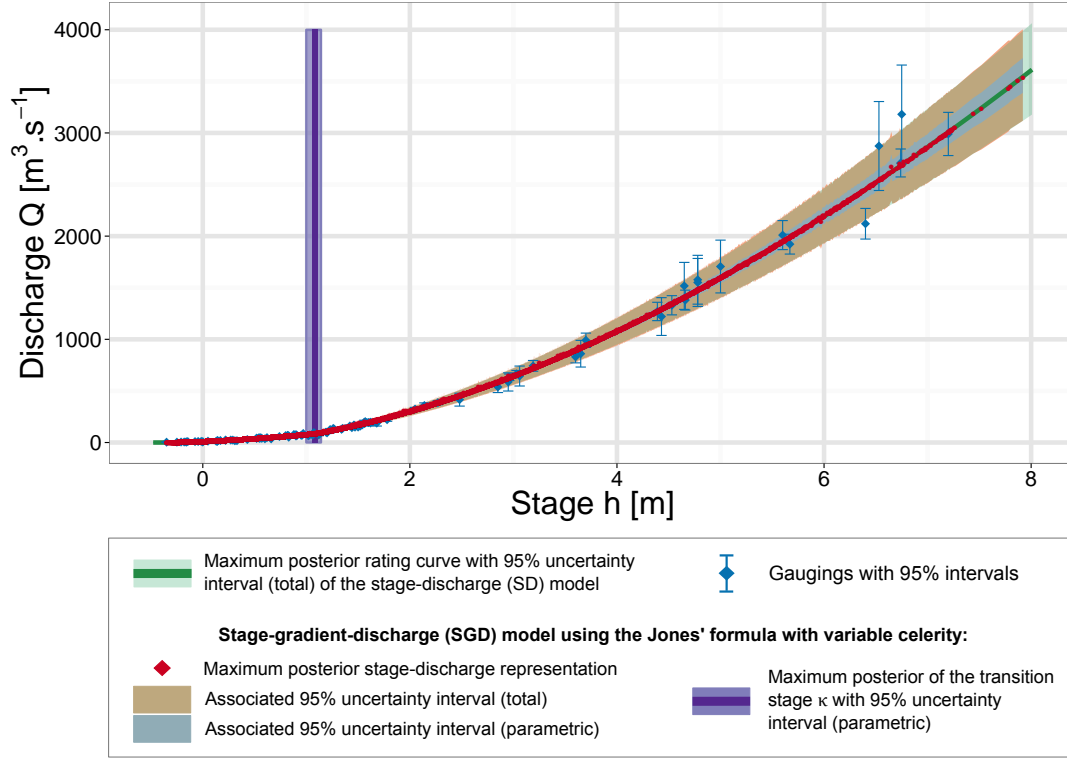 4000
3000
2000
1000
0
Discharge Q [m³.s⁻¹]
0 2 4 6 8
Stage h [m]
Maximum posterior rating curve with 95% uncertainty
interval (total) of the stage-discharge (SD) model
Gaugings with 95% intervals
Stage-gradient-discharge (SGD) model using the Jones' formula with variable celerity:
Maximum posterior stage-discharge representation
Associated 95% uncertainty interval (total)
Associated 95% uncertainty interval (parametric)
Maximum posterior of the transition
stage κ with 95% uncertainty
interval (parametric)